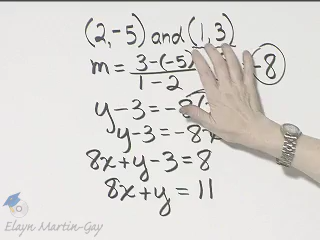 (2,-5) and (1,3)
m = 3-(-5) / 1-2 -8
y-3 = -8(
y-3 = -8x
8x+y-3 = 8
8x+y = 11
Elayn Martin-Gay